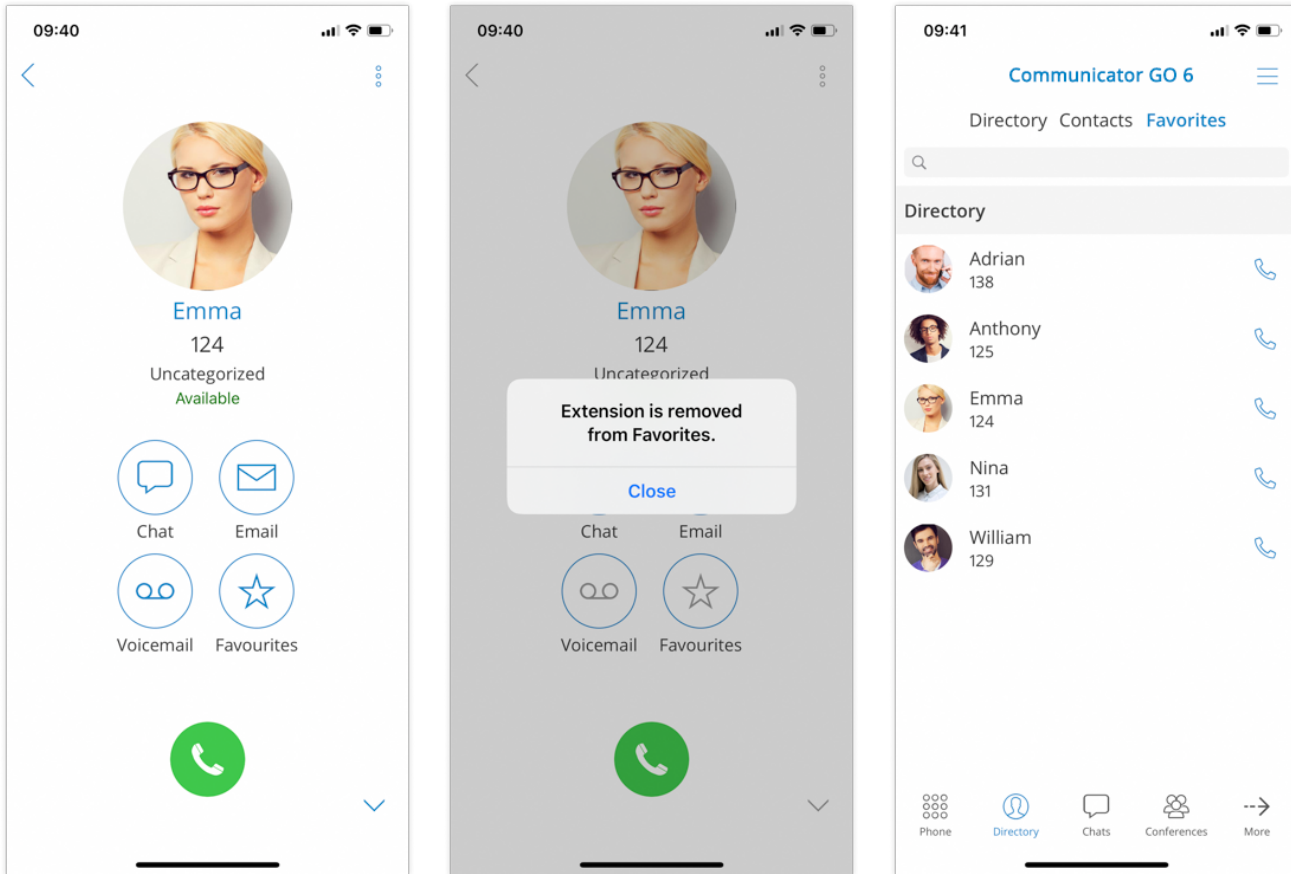 09:40
Emma
124
Uncategorized
Available
Chat Email
Voicemail Favourites
09:40
Emma
124
Uncategorized
Extension is removed
from Favorites.
Close
Chat Email
Voicemail Favourites
09:41
Communicator GO 6
Directory Contacts Favorites
Directory
Adrian
138
Anthony
125
Emma
124
Nina
131
William
129
Phone Directory Chats Conferences More